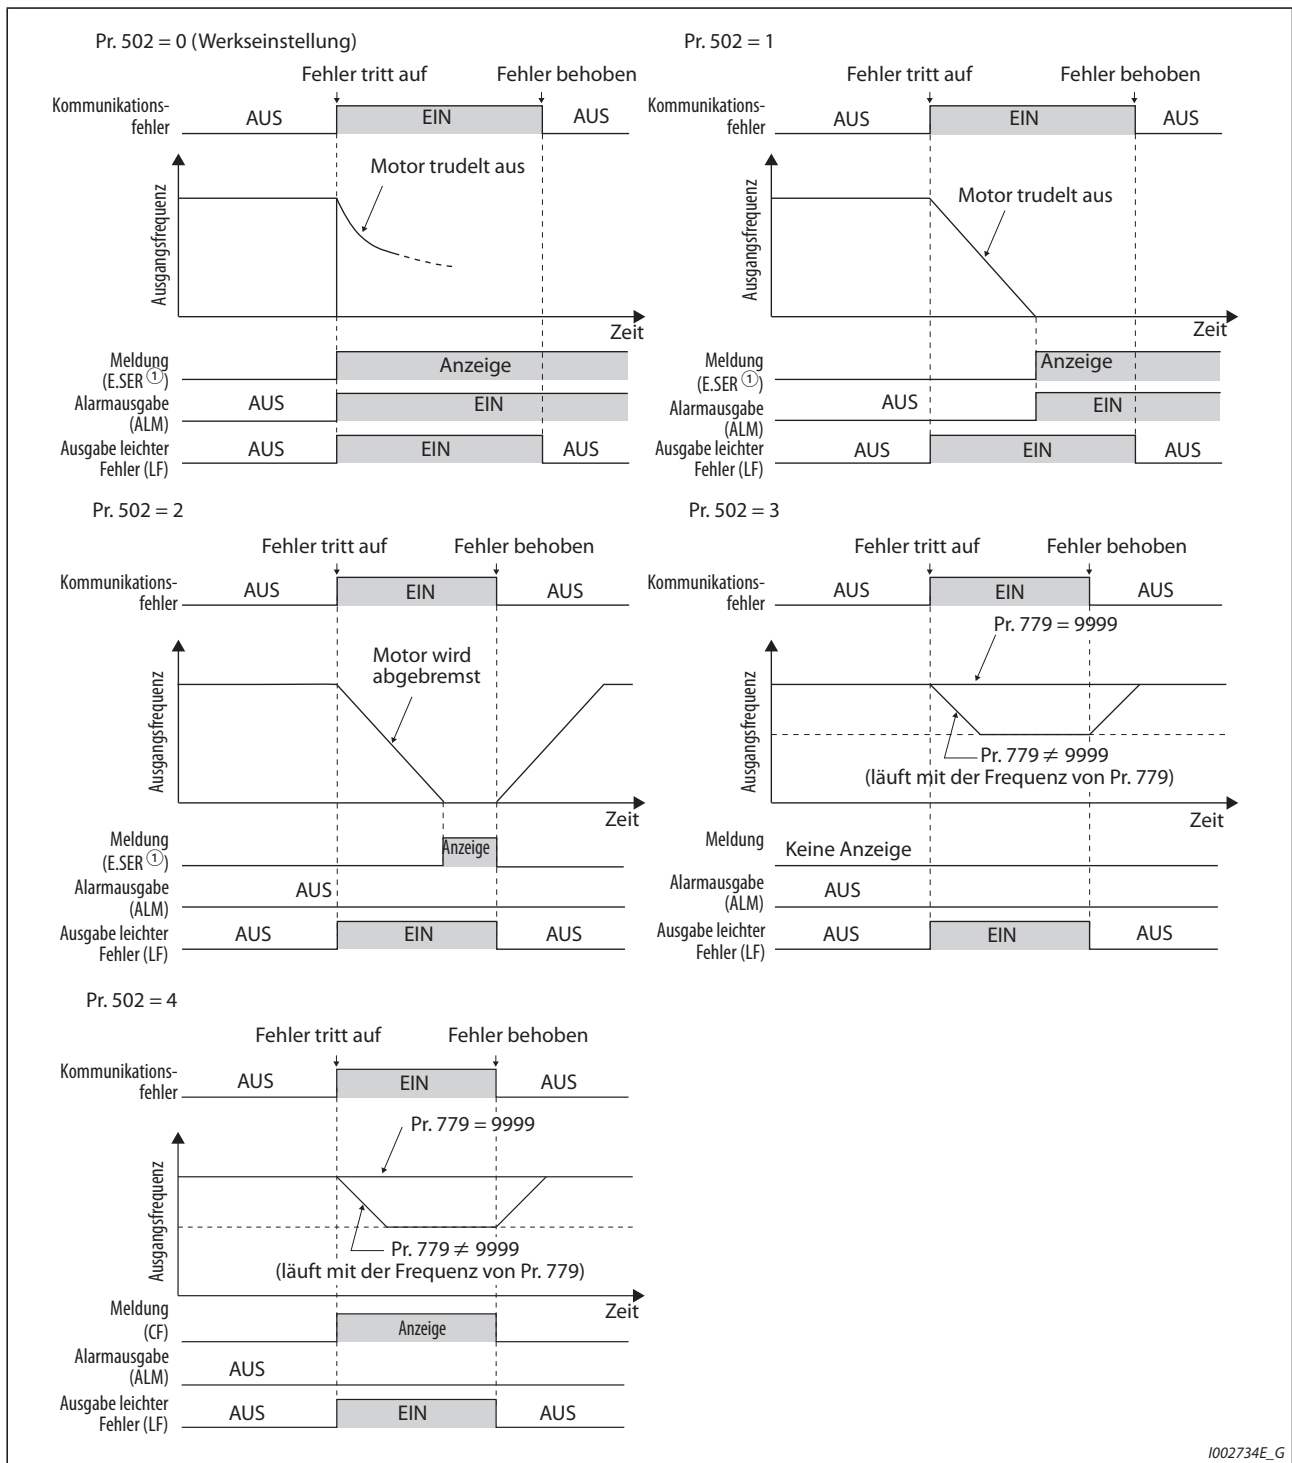 Pr. 502 = 0 (Werkseinstellung)
Fehler tritt auf
Fehler behoben
Kommunikations-
fehler
AUS
EIN
AUS
Ausgangsfrequenz
Motor trudelt aus
Zeit
Meldung
(E.SER ①)
Anzeige
Alarmausgabe
(ALM)
AUS
EIN
Ausgabe leichter
Fehler (LF)
AUS
EIN
AUS
Pr. 502 = 1
Fehler tritt auf
Fehler behoben
Kommunikations-
fehler
AUS
EIN
AUS
Ausgangsfrequenz
Motor trudelt aus
Zeit
Meldung
(E.SER ①)
Anzeige
Alarmausgabe
(ALM)
AUS
EIN
Ausgabe leichter
Fehler (LF)
AUS
EIN
AUS
Pr. 502 = 2
Fehler tritt auf
Fehler behoben
Kommunikations-
fehler
AUS
EIN
AUS
Ausgangsfrequenz
Motor wird
abgebremst
Zeit
Meldung
(E.SER ①)
Anzeige
Alarmausgabe
(ALM)
AUS
Ausgabe leichter
Fehler (LF)
AUS
EIN
AUS
Pr. 502 = 3
Fehler tritt auf
Fehler behoben
Kommunikations-
fehler
AUS
EIN
AUS
Pr. 779 = 9999
Ausgangsfrequenz
Pr. 779 ≠ 9999
(läuft mit der Frequenz von Pr. 779)
Zeit
Meldung
Keine Anzeige
Alarmausgabe
(ALM)
AUS
Ausgabe leichter
Fehler (LF)
AUS
EIN
AUS
Pr. 502 = 4
Fehler tritt auf
Fehler behoben
Kommunikations-
fehler
AUS
EIN
AUS
Pr. 779 = 9999
Ausgangsfrequenz
Pr. 779 ≠ 9999
(läuft mit der Frequenz von Pr. 779)
Zeit
Meldung
(CF)
Anzeige
Alarmausgabe
(ALM)
AUS
Ausgabe leichter
Fehler (LF)
AUS
EIN
AUS
I002734E_G